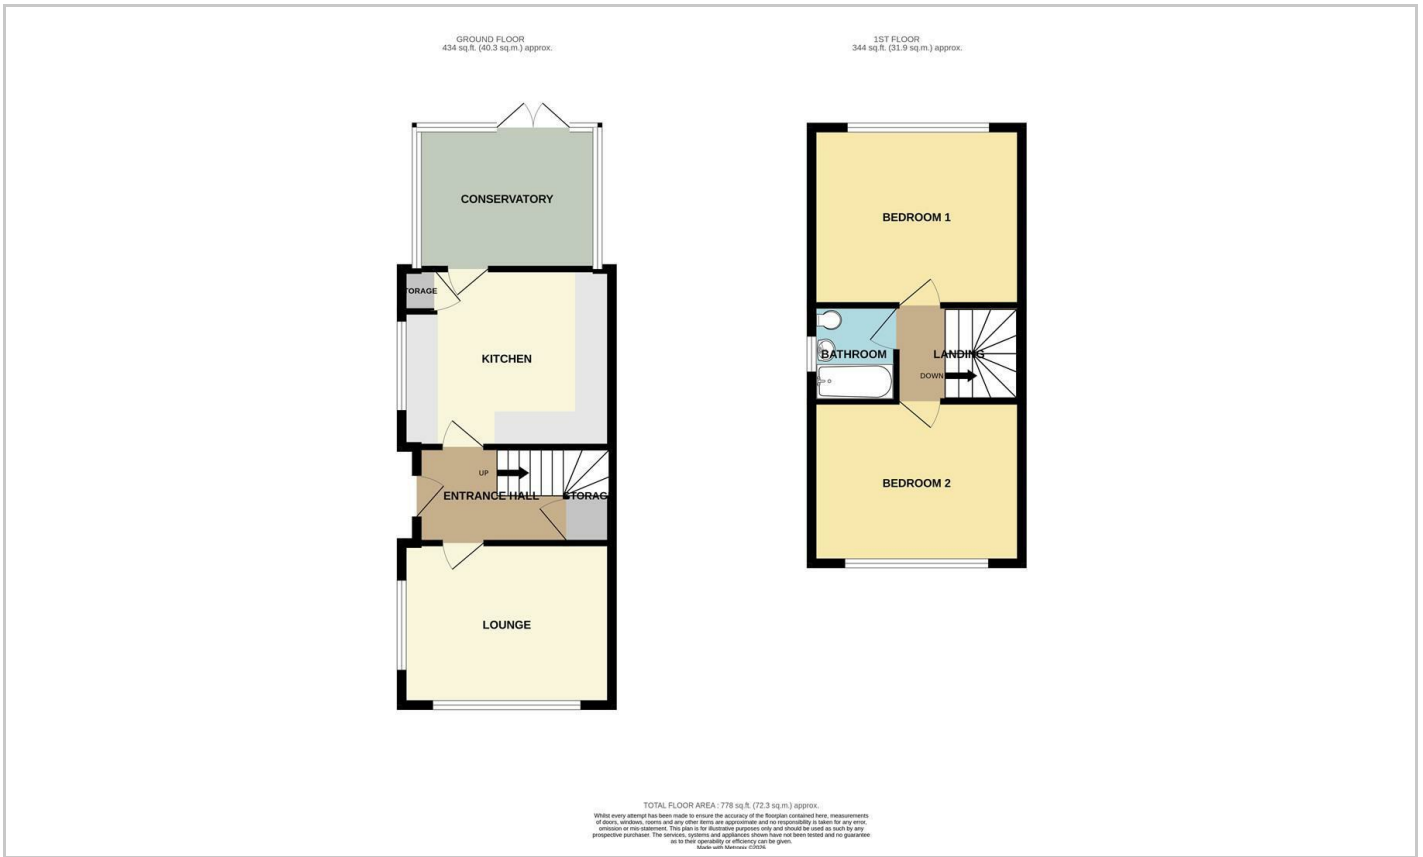 GROUND FLOOR
434 sq.ft. (40.3 sq.m.) approx.
1ST FLOOR
344 sq.ft. (31.9 sq.m.) approx.
CONSERVATORY
TORAGE
KITCHEN
UP
ENTRANCE HALL
STORAG
LOUNGE
BEDROOM 1
BATHROOM
LANDING
DOWN
BEDROOM 2
TOTAL FLOOR AREA : 778 sq.ft. (72.3 sq.m.) approx.
Whilst every attempt has been made to ensure the accuracy of the floorplan contained here, measurements
of doors, windows, rooms and any other items are approximate and no responsibility is taken for any error,
omission or mis-statement. This plan is for illustrative purposes only and should be used as such by any
prospective purchaser. The services, systems and appliances shown have not been tested and no guarantee
as to their operability or efficiency can be given.
Made with Metropix ©2026